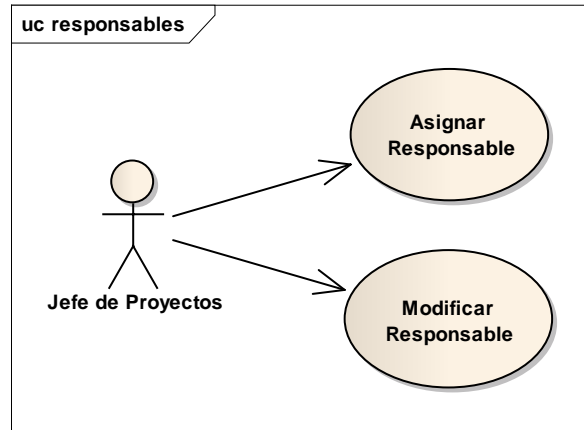 uc responsables
Asignar
Responsable
Jefe de Proyectos
Modificar
Responsable